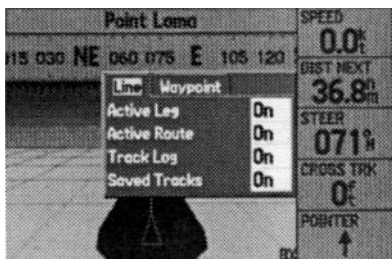 Point Loma
015 030 NE 060 075 E 105 120
Line Waypoint
Active Leg On
Active Route On
Track Log On
Saved Tracks On
SPEED
0.0 k t
DIST NEXT
36.8 n m
STEER
071° M
CROSS TRK
0 f t
POINTER